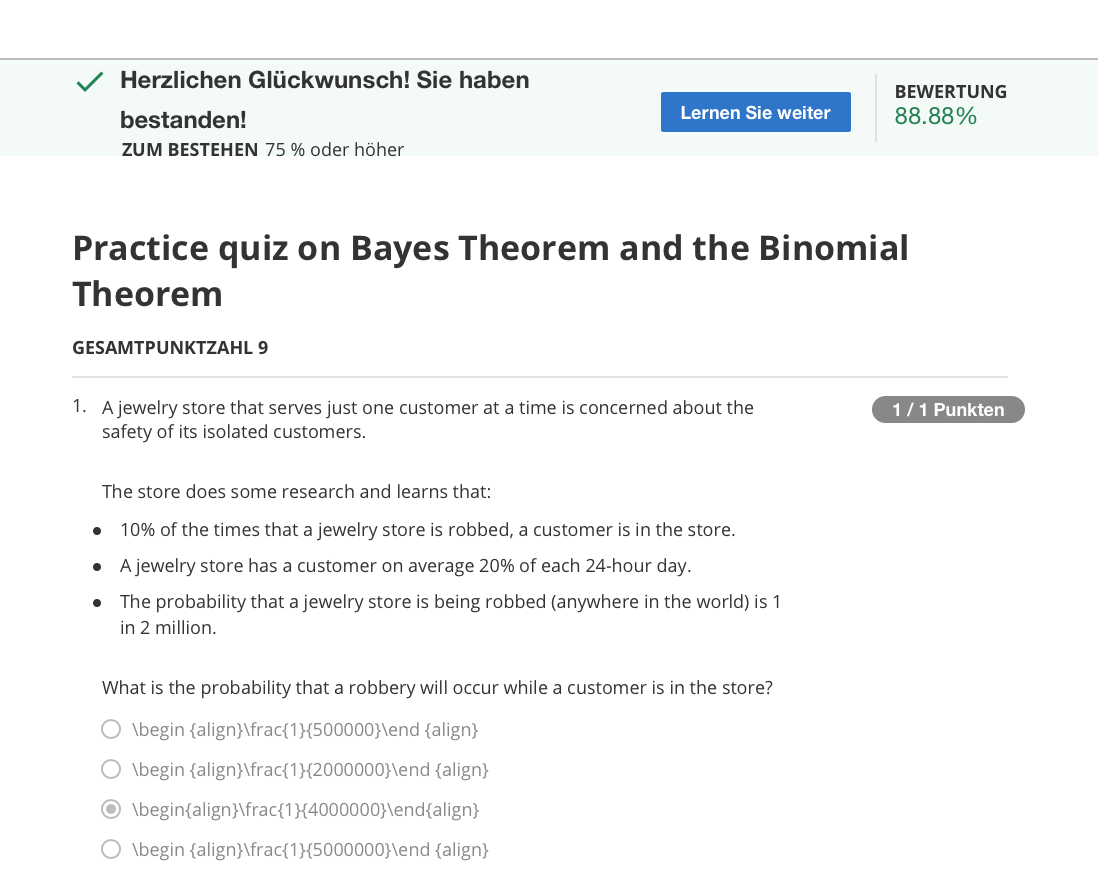 Herzlichen Glückwunsch! Sie haben
bestanden!
ZUM BESTEHEN 75 % oder höher
Lernen Sie weiter
BEWERTUNG
88.88%
Practice quiz on Bayes Theorem and the Binomial
Theorem
GESAMTPUNKTZAHL 9
1. A jewelry store that serves just one customer at a time is concerned about the
safety of its isolated customers.
1 / 1 Punkten
The store does some research and learns that:
● 10% of the times that a jewelry store is robbed, a customer is in the store.
● A jewelry store has a customer on average 20% of each 24-hour day.
● The probability that a jewelry store is being robbed (anywhere in the world) is 1
in 2 million.
What is the probability that a robbery will occur while a customer is in the store?
\begin {align}\frac{1}{500000}\end {align}
\begin {align}\frac{1}{2000000}\end {align}
\begin{align}\frac{1}{4000000}\end{align}
\begin {align}\frac{1}{5000000}\end {align}